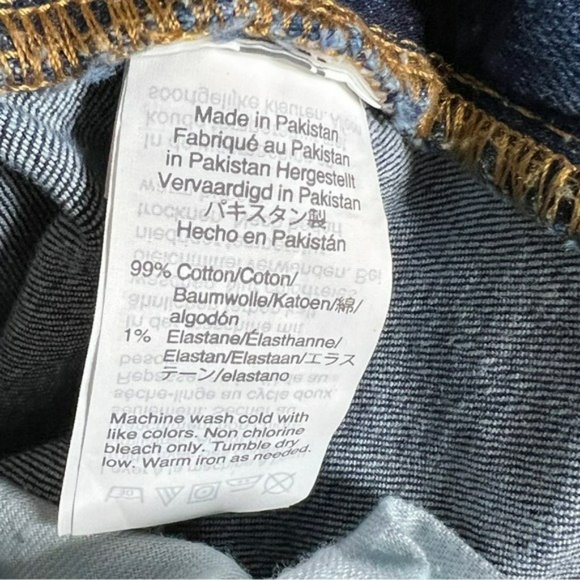 Made in Pakistan
Fabriqué au Pakistan
in Pakistan Hergestellt
Vervaardigd in Pakistan
パキスタン製
Hecho en Pakistán
99% Cotton/Coton/
Baumwolle/Katoen/綿/
algodón
1% Elastane/Élasthanne/
Elastan/Elastaan/エラス
テーン/elastano
Machine wash cold with
like colors. Non chlorine
bleach only. Tumble dry
low. Warm iron as needed.